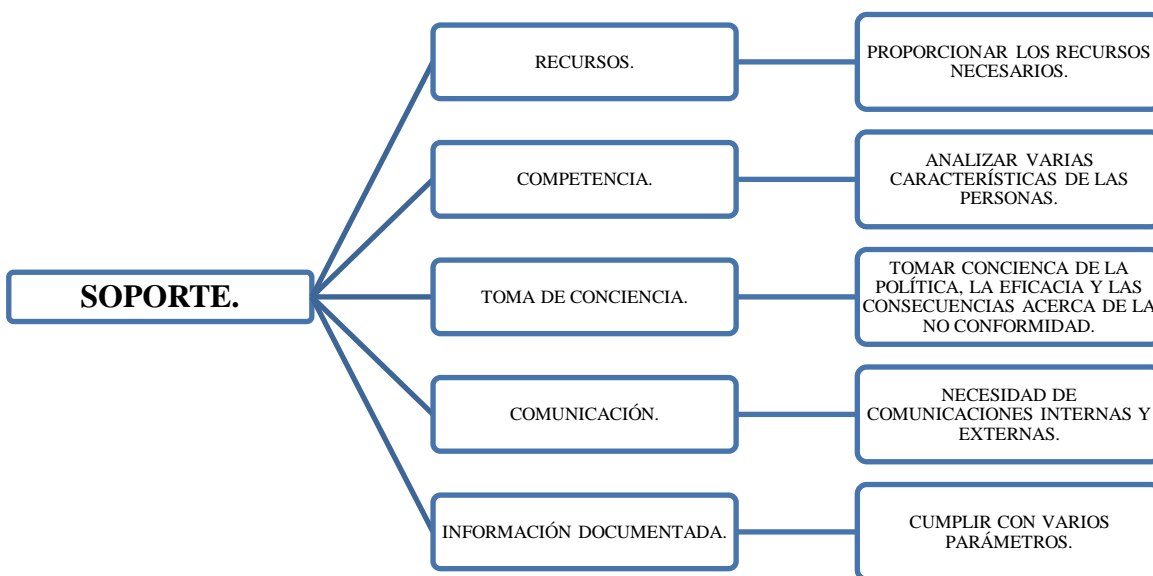 SOPORTE.
RECURSOS.
PROPORCIONAR LOS RECURSOS
NECESARIOS.
COMPETENCIA.
ANALIZAR VARIAS
CARACTERÍSTICAS DE LAS
PERSONAS.
TOMA DE CONCIENCIA.
TOMAR CONCIENCA DE LA
POLÍTICA, LA EFICACIA Y LAS
CONSECUENCIAS ACERCA DE LA
NO CONFORMIDAD.
COMUNICACIÓN.
NECESIDAD DE
COMUNICACIONES INTERNAS Y
EXTERNAS.
INFORMACIÓN DOCUMENTADA.
CUMPLIR CON VARIOS
PARÁMETROS.